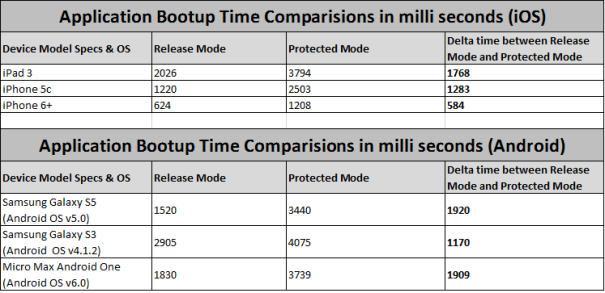 Application Bootup Time Comparisions in milli seconds (iOS)
Device Model Specs & OS Release Mode Protected Mode Delta time between Release Mode and Protected Mode
iPad 3 2026 3794 1768
iPhone 5c 1220 2503 1283
iPhone 6+ 624 1208 584
Application Bootup Time Comparisions in milli seconds (Android)
Device Model Specs & OS Release Mode Protected Mode Delta time between Release Mode and Protected Mode
Samsung Galaxy S5 (Android OS v5.0) 1520 3440 1920
Samsung Galaxy S3 (Android OS v4.1.2) 2905 4075 1170
Micro Max Android One (Android OS v6.0) 1830 3739 1909